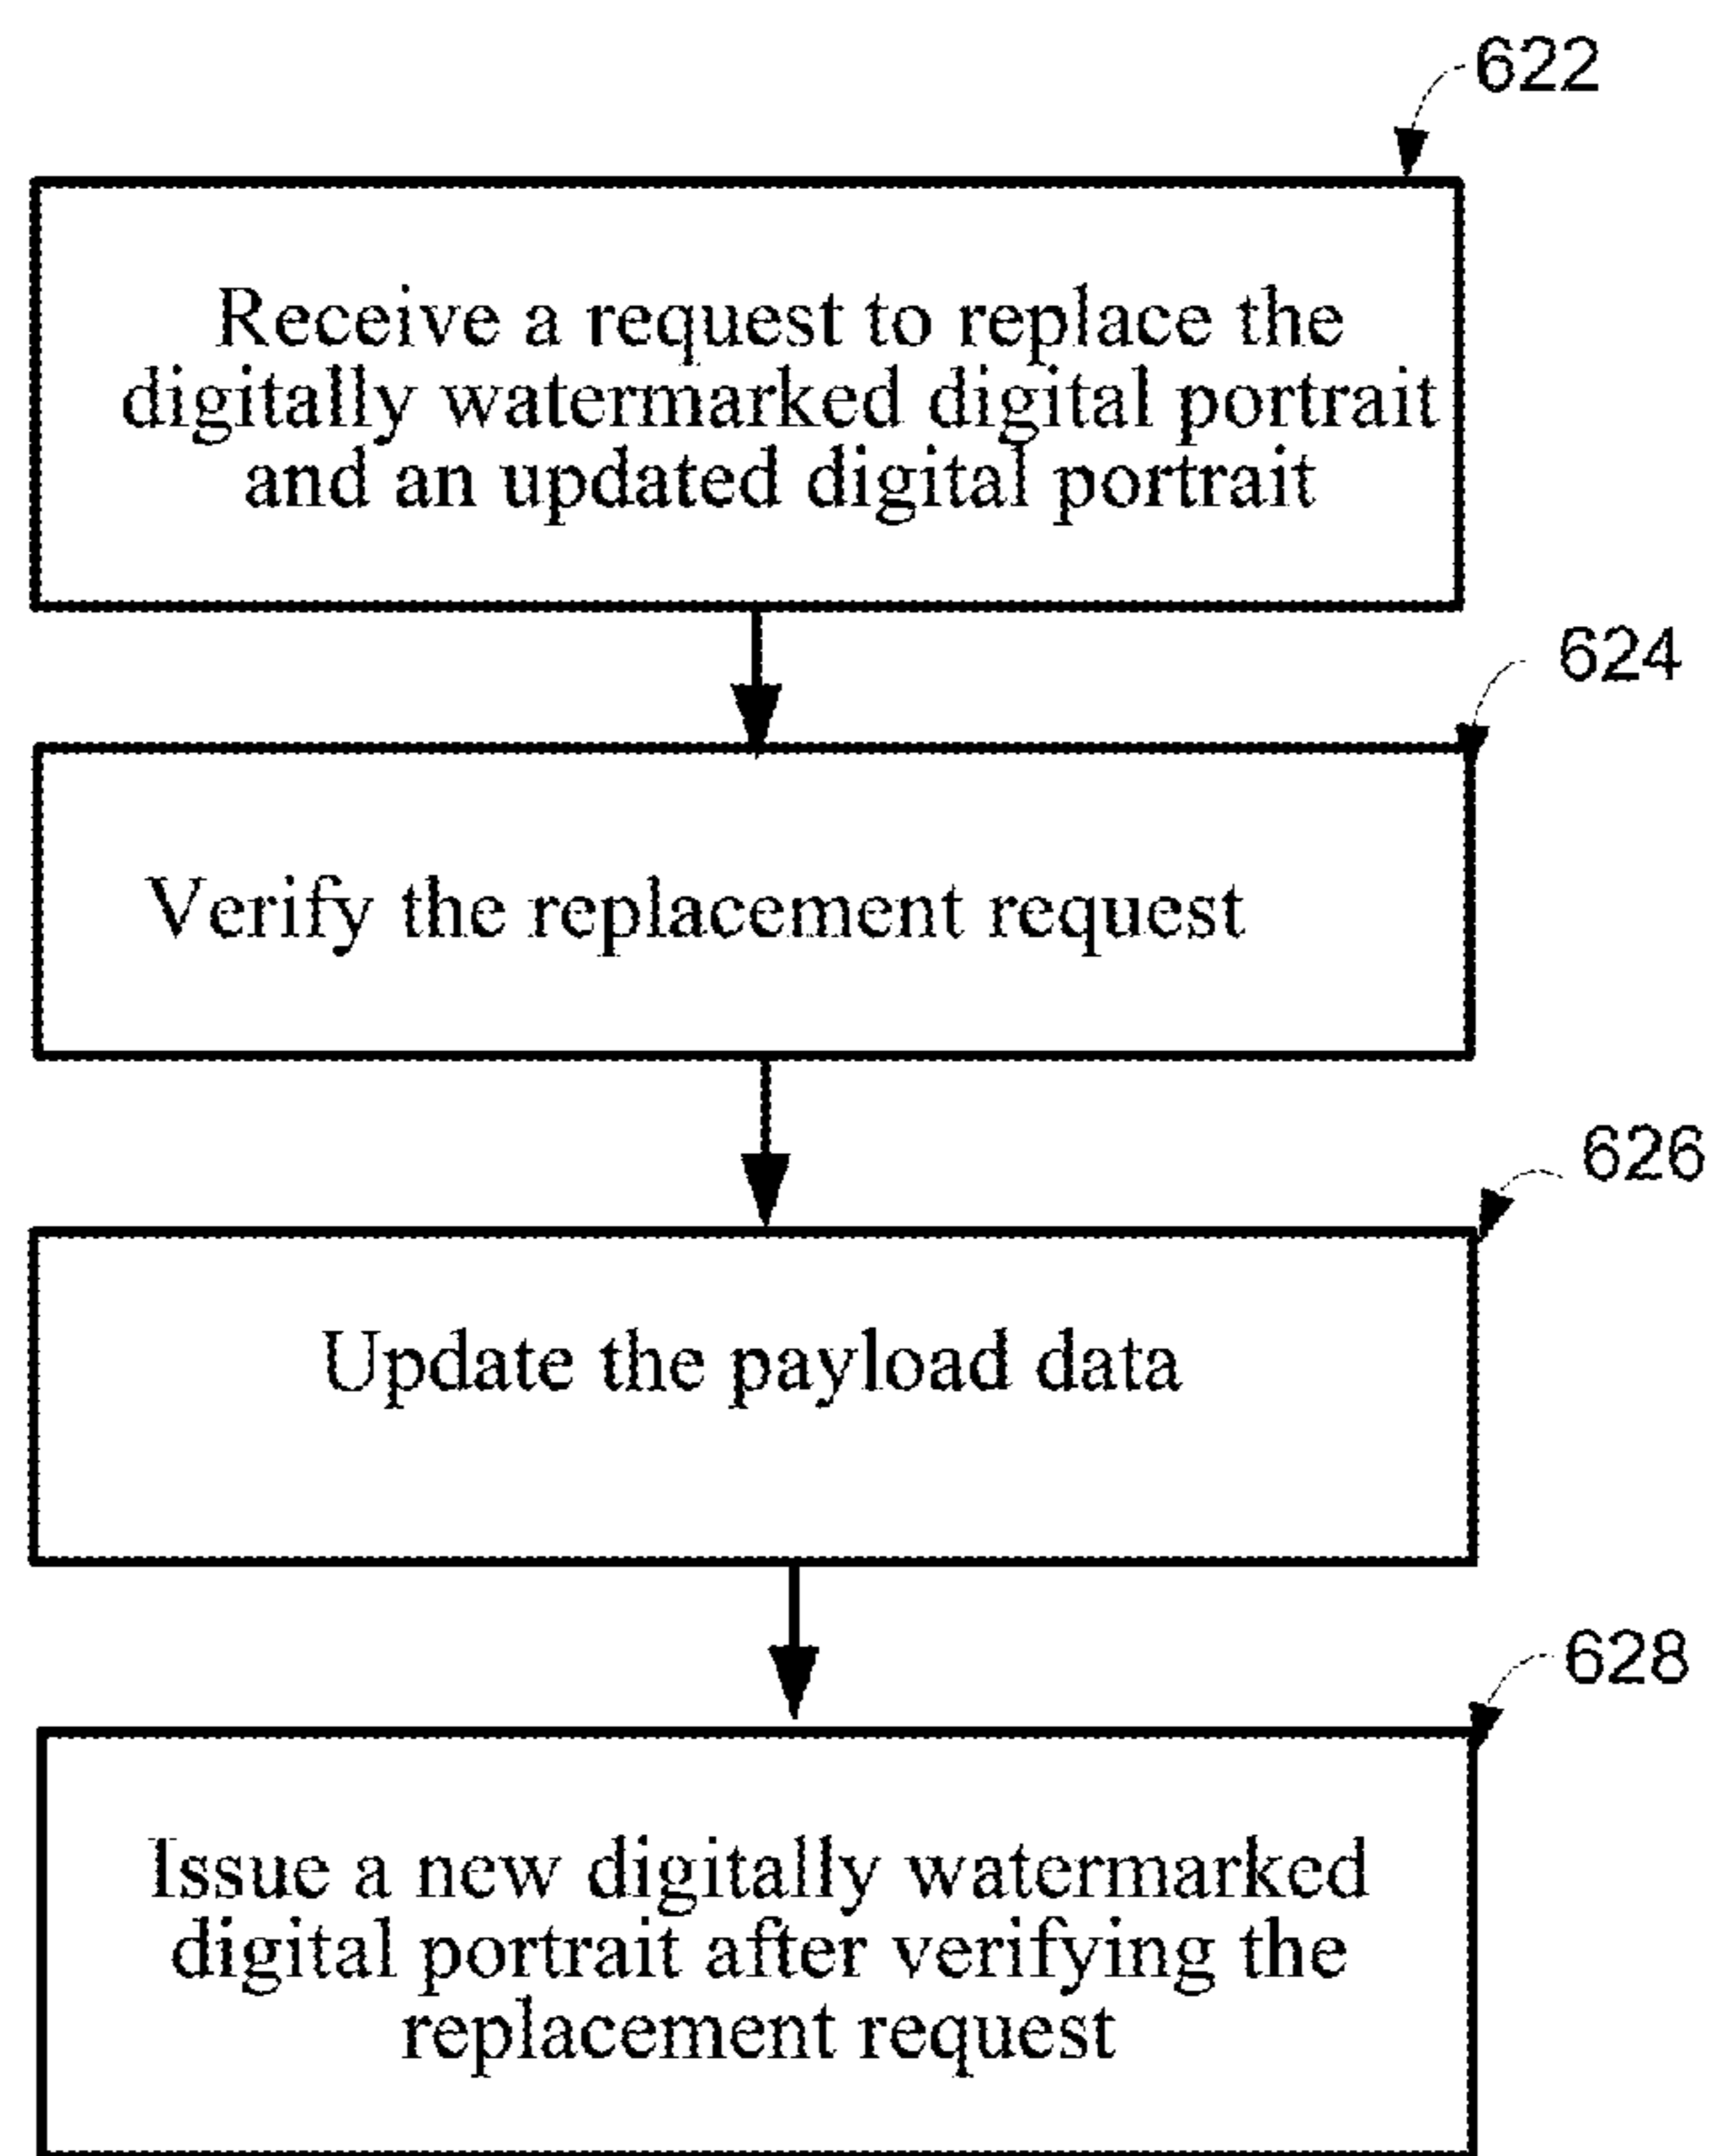 622
Receive a request to replace the
digitally watermarked digital portrait
and an updated digital portrait
624
Verify the replacement request
626
Update the payload data
628
Issue a new digitally watermarked
digital portrait after verifying the
replacement request